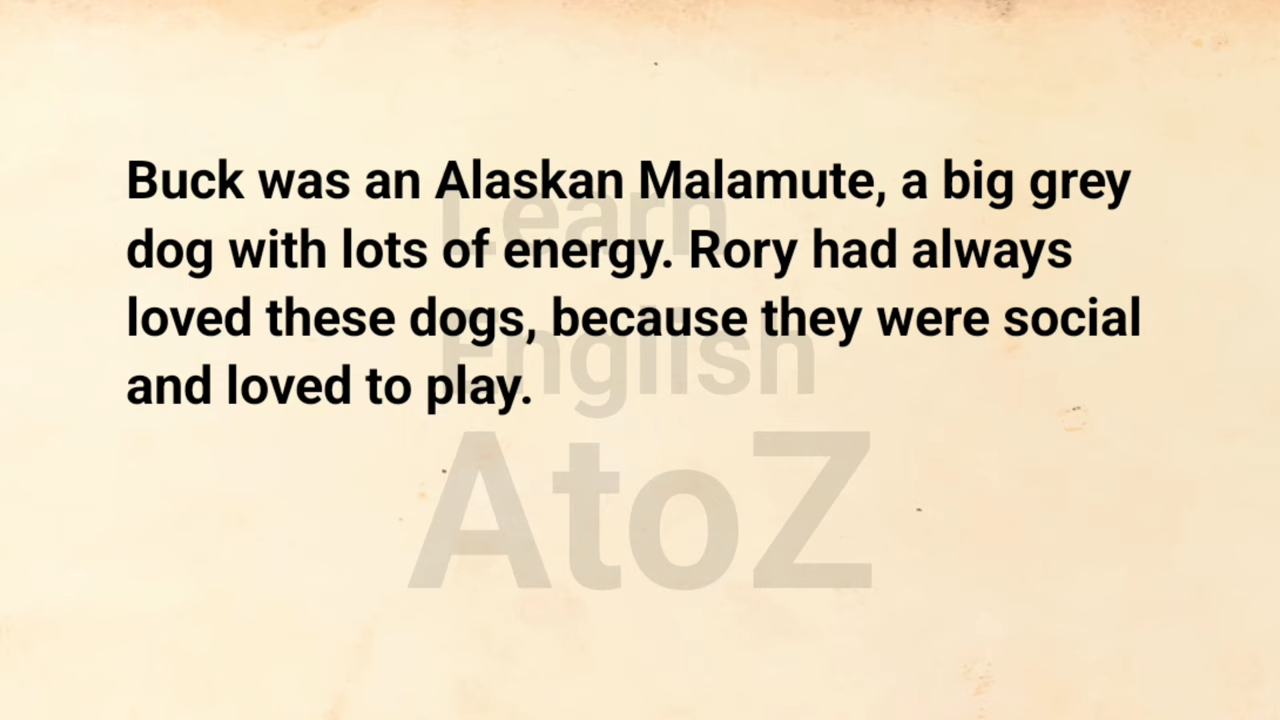 Buck was an Alaskan Malamute, a big grey
dog with lots of energy. Rory had always
loved these dogs, because they were social
and loved to play.
Learn
English
AtoZ